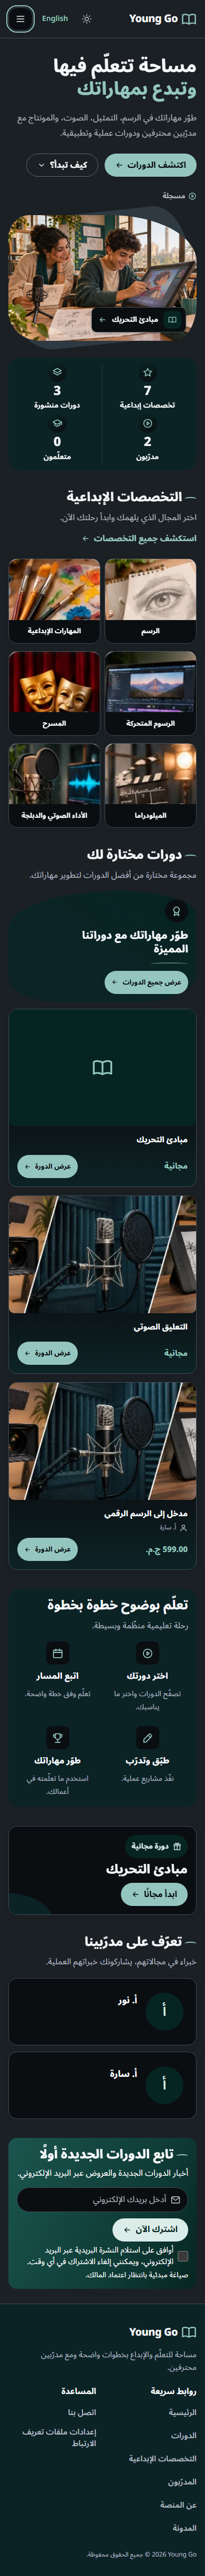 Young Go
English
مساحة تتعلّم فيها
وتبدع بمهاراتك
طوّر مهاراتك في الرسم، التمثيل، الصوت، والمونتاج مع
مدرّبين محترفين ودورات عملية وتطبيقية.
اكتشف الدورات
كيف تبدأ؟
مسجلة
مبادئ التحريك
7
تخصصات إبداعية
3
دورات منشورة
2
مدرّبون
0
متعلّمون
التخصصات الإبداعية
اختر المجال الذي يلهمك وابدأ رحلتك الآن.
استكشف جميع التخصصات
الرسم
المهارات الإبداعية
الرسوم المتحركة
المسرح
الميلودراما
الأداء الصوتي والدبلجة
دورات مختارة لك
مجموعة مختارة من أفضل الدورات لتطوير مهاراتك.
طوّر مهاراتك مع دوراتنا
المميزة
عرض جميع الدورات
مبادئ التحريك
مجانية
عرض الدورة
التعليق الصوتي
مجانية
عرض الدورة
مدخل إلى الرسم الرقمي
أ. سارة
599.00 ج.م.
عرض الدورة
تعلّم بوضوح خطوة بخطوة
رحلة تعليمية منظّمة وبسيطة.
اختر دورتك
تصفّح الدورات واختر ما
يناسبك.
اتبع المسار
تعلّم وفق خطة واضحة.
طبّق وتدرّب
نفّذ مشاريع عملية.
طوّر مهاراتك
استخدم ما تعلّمته في
أعمالك.
دورة مجانية
مبادئ التحريك
ابدأ مجانًا
تعرّف على مدرّبينا
خبراء في مجالاتهم، يشاركونك خبراتهم العملية.
أ
أ. نور
أ
أ. سارة
تابع الدورات الجديدة أولًا
أخبار الدورات الجديدة والعروض عبر البريد الإلكتروني.
أدخل بريدك الإلكتروني
اشترك الآن
أوافق على استلام النشرة البريدية عبر البريد
الإلكتروني، ويمكنني إلغاء الاشتراك في أي وقت.
صياغة مبدئية بانتظار اعتماد المالك.
Young Go
مساحة للتعلّم والإبداع بخطوات واضحة ومع مدرّبين
محترفين.
روابط سريعة
الرئيسية
الدورات
التخصصات الإبداعية
المدرّبون
عن المنصة
المدونة
المساعدة
اتصل بنا
إعدادات ملفات تعريف
الارتباط
Young Go 2026 © جميع الحقوق محفوظة.